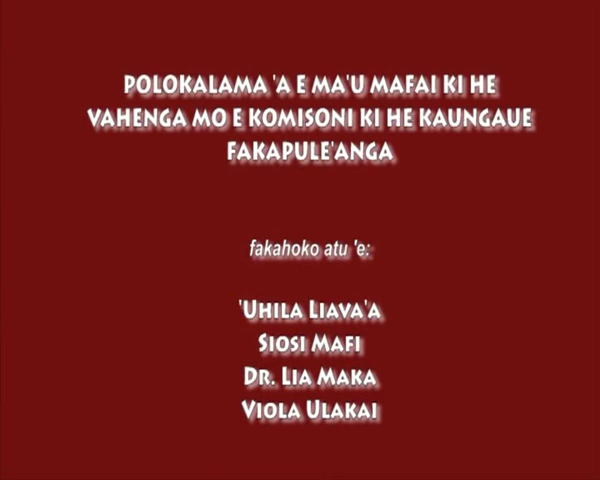 POLOKALAMA 'A E MA'U MAFAI KI HE
VAHENGA MO E KOMISONI KI HE KAUNGAUE
FAKAPULE'ANGA
fakahoko atu 'e:
'UHILA LIAVA'A
SIOSI MAFI
DR. LIA MAKA
VIOLA ULAKAI